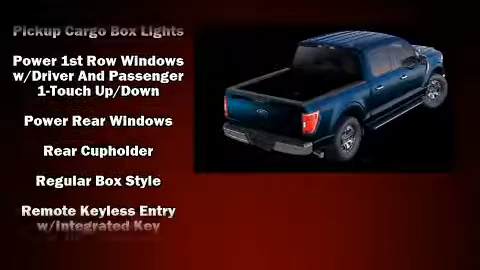 Pickup Cargo Box Lights
Power 1st Row Windows
w/Driver And Passenger
1-Touch Up/Down
Power Rear Windows
Rear Cupholder
Regular Box Style
Remote Keyless Entry
w/Integrated Key